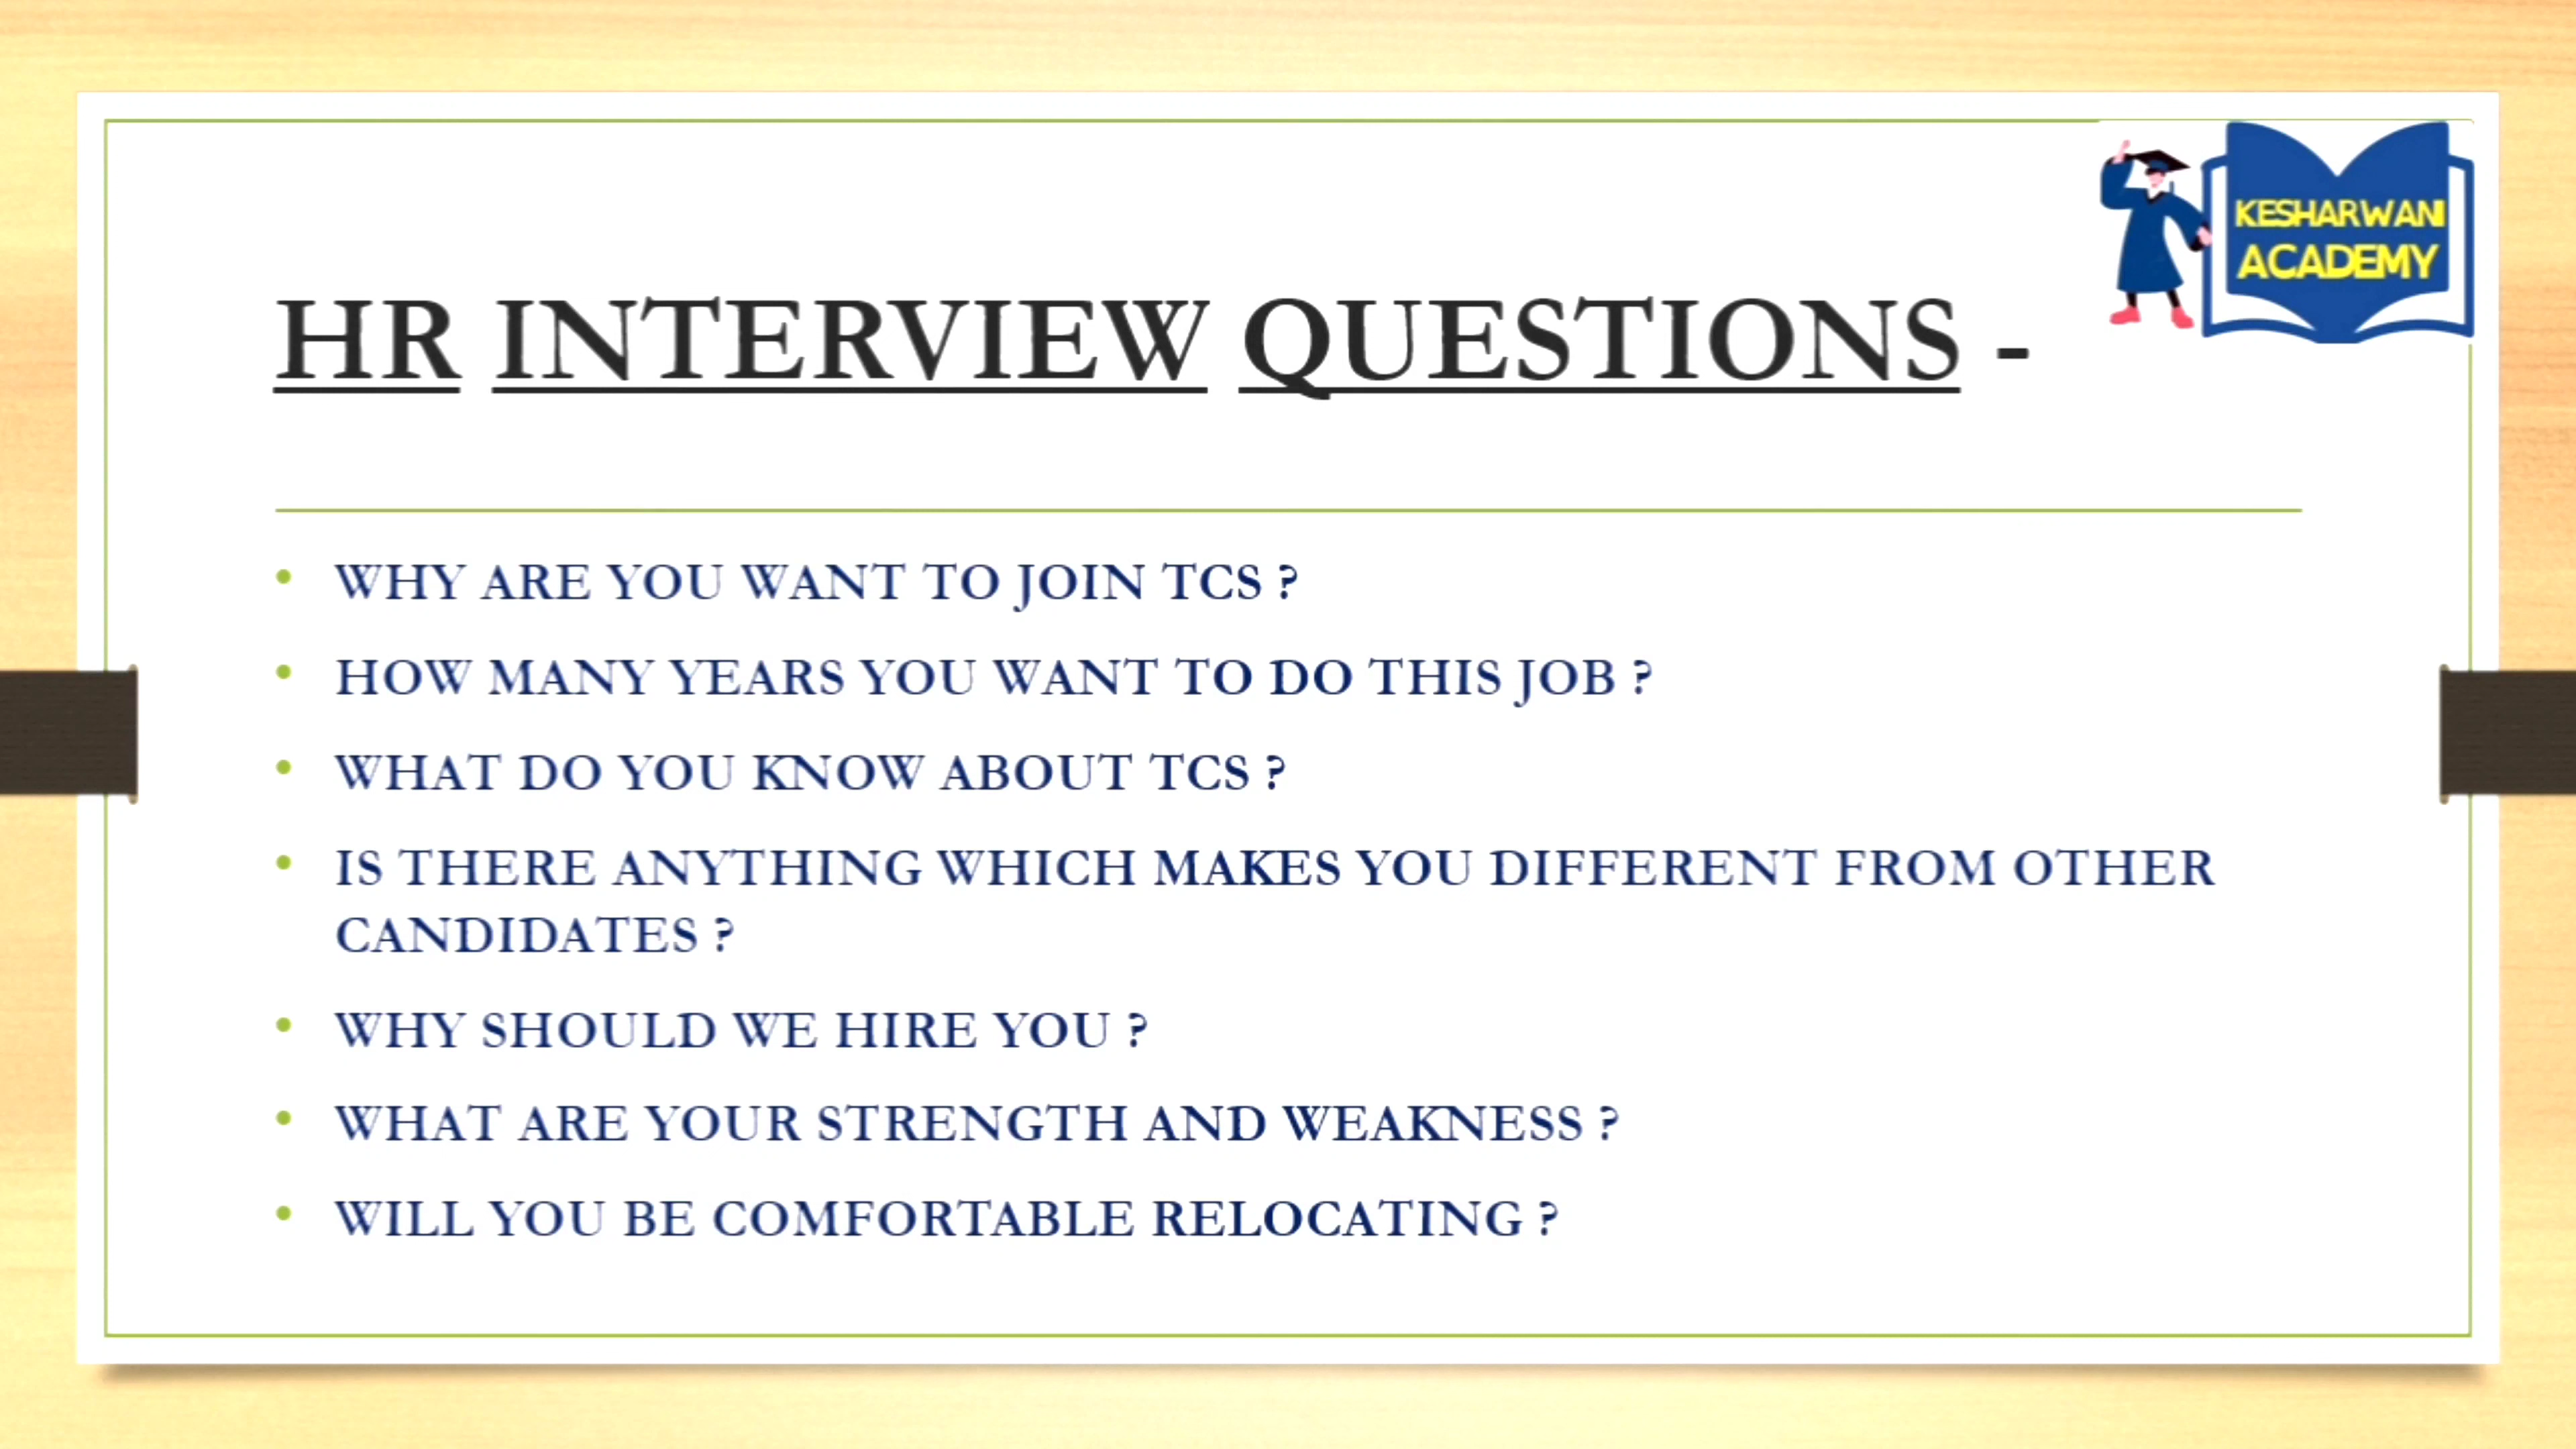 KESHARWANI
ACADEMY
HR INTERVIEW QUESTIONS -
• WHY ARE YOU WANT TO JOIN TCS ?
• HOW MANY YEARS YOU WANT TO DO THIS JOB ?
• WHAT DO YOU KNOW ABOUT TCS ?
• IS THERE ANYTHING WHICH MAKES YOU DIFFERENT FROM OTHER
CANDIDATES ?
• WHY SHOULD WE HIRE YOU ?
• WHAT ARE YOUR STRENGTH AND WEAKNESS ?
• WILL YOU BE COMFORTABLE RELOCATING ?